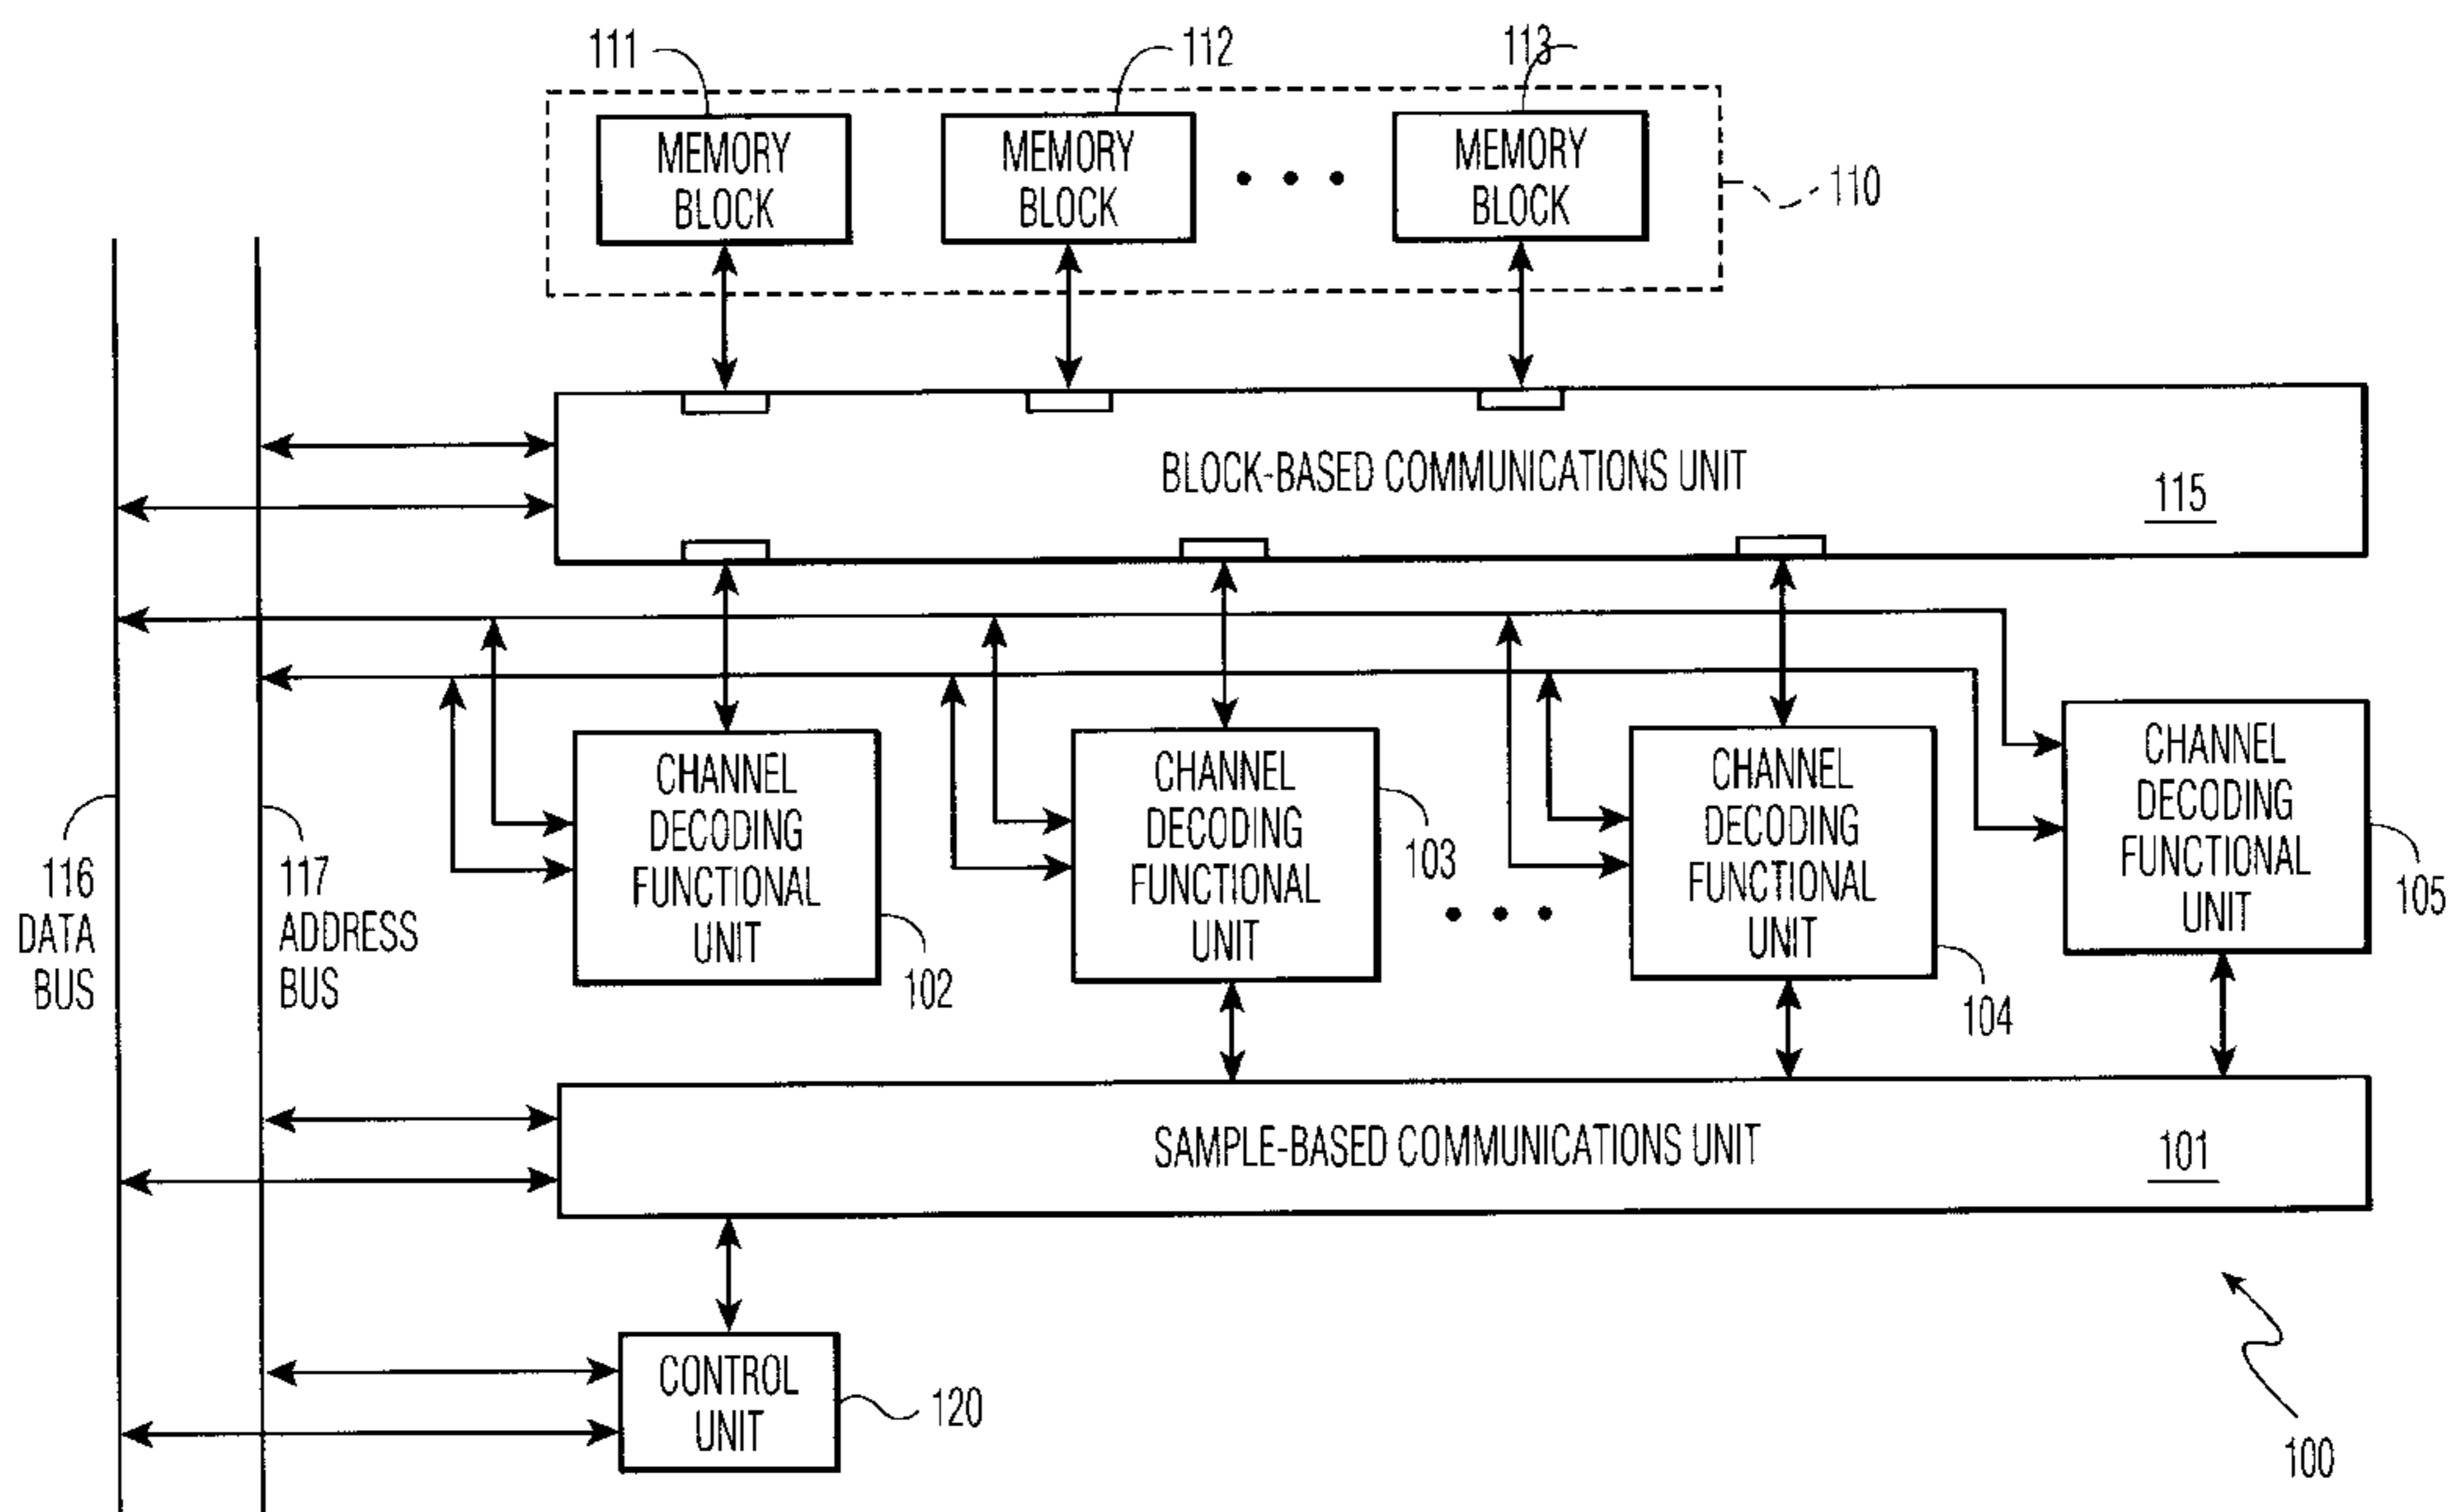 111
112
113
MEMORY
BLOCK
MEMORY
BLOCK
MEMORY
BLOCK
110
BLOCK-BASED COMMUNICATIONS UNIT
115
CHANNEL
DECODING
FUNCTIONAL
UNIT
102
CHANNEL
DECODING
FUNCTIONAL
UNIT
103
CHANNEL
DECODING
FUNCTIONAL
UNIT
104
CHANNEL
DECODING
FUNCTIONAL
UNIT
105
116
DATA
BUS
117
ADDRESS
BUS
SAMPLE-BASED COMMUNICATIONS UNIT
101
CONTROL
UNIT
120
100